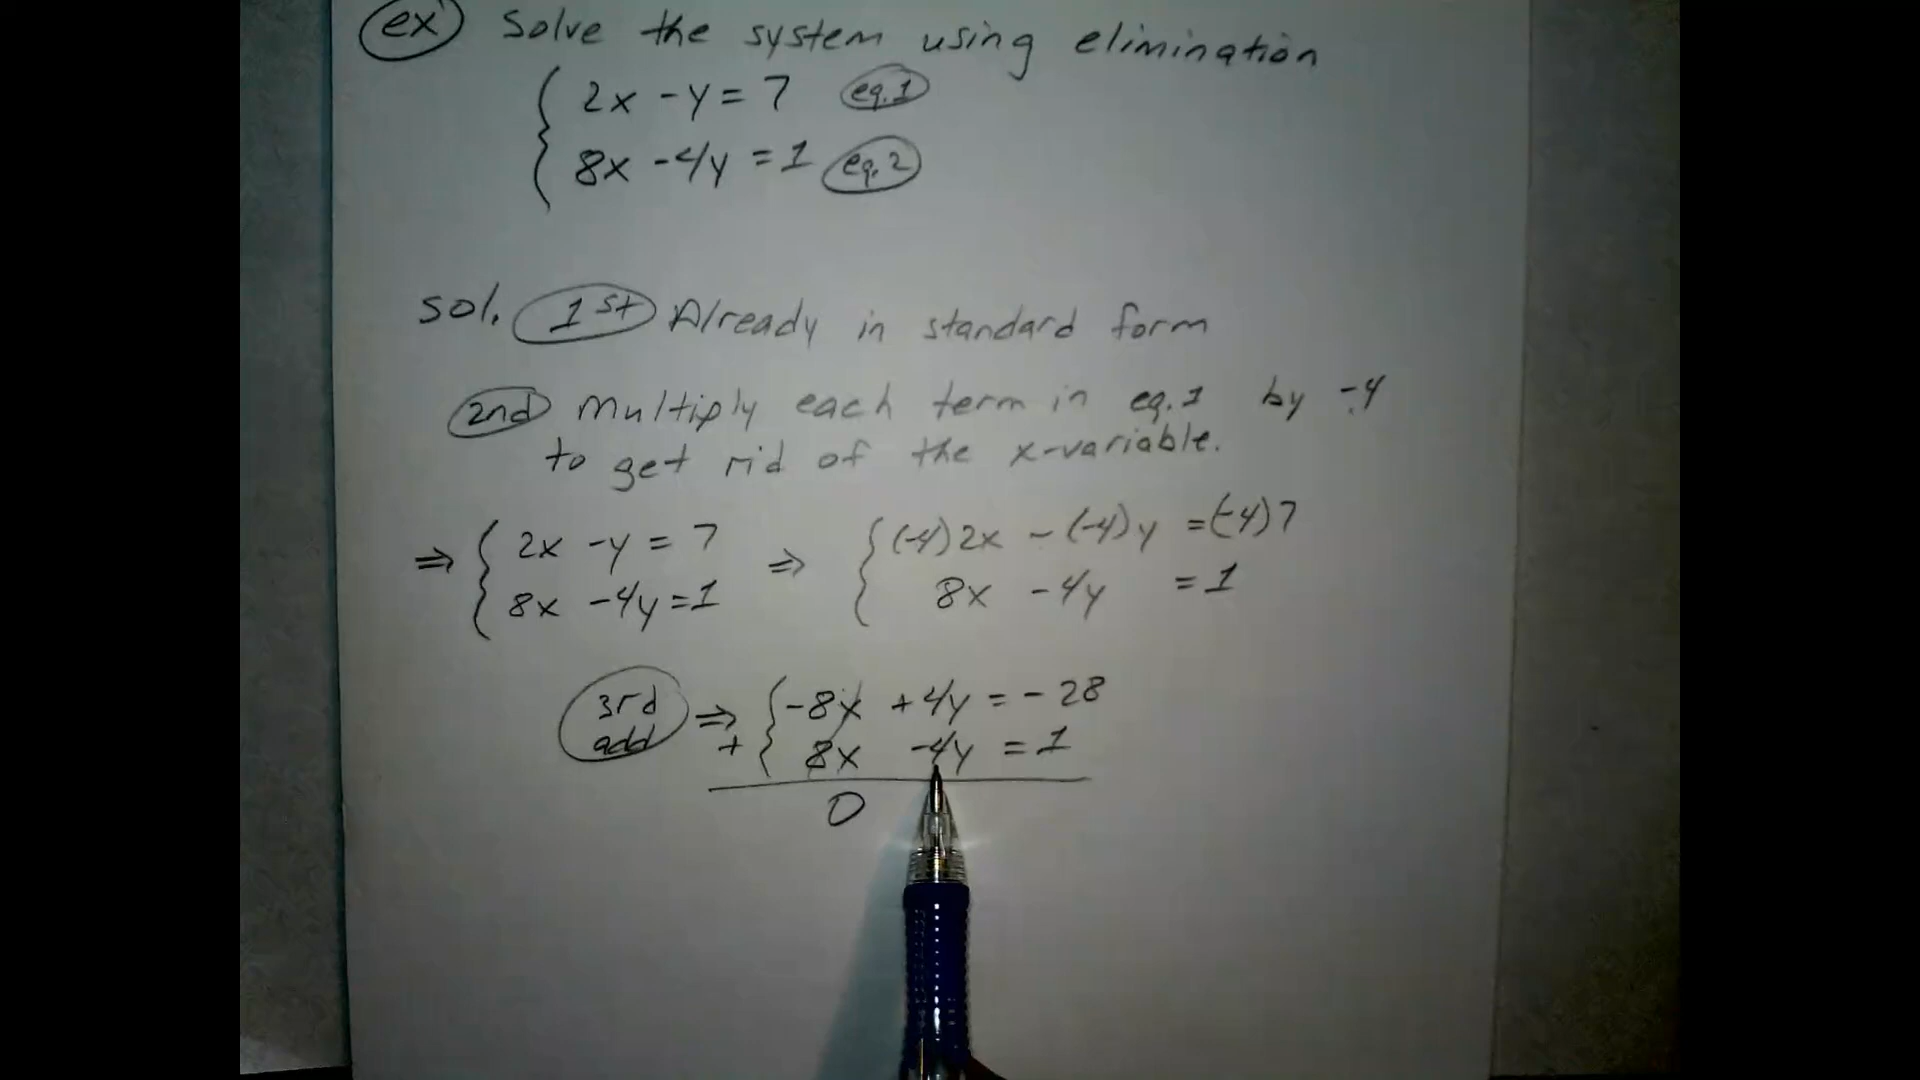 ex Solve the system using elimination
2x - y = 7 eq.1
8x - 4y = 1 eq.2
sol. 1st Already in standard form
2nd Multiply each term in eq.1 by -4
to get rid of the x-variable.
⇒ { 2x - y = 7 ⇒ { (-4)2x - (-4)y = (-4)7
8x - 4y = 1 8x - 4y = 1
3rd add ⇒ { -8x + 4y = -28
+ 8x - 4y = 1
0